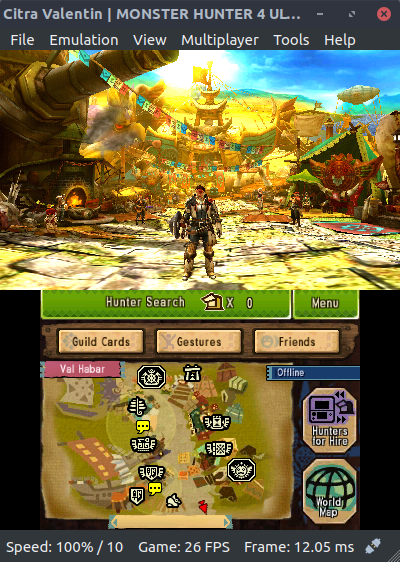 Citra Valentin | MONSTER HUNTER 4 UL...
File Emulation View Multiplayer Tools Help
Hunter Search X 0 Menu
Guild Cards Gestures Friends
Val Habar
Offline
Hunters
for Hire
World
Map
Speed: 100% / 10 Game: 26 FPS Frame: 12.05 ms